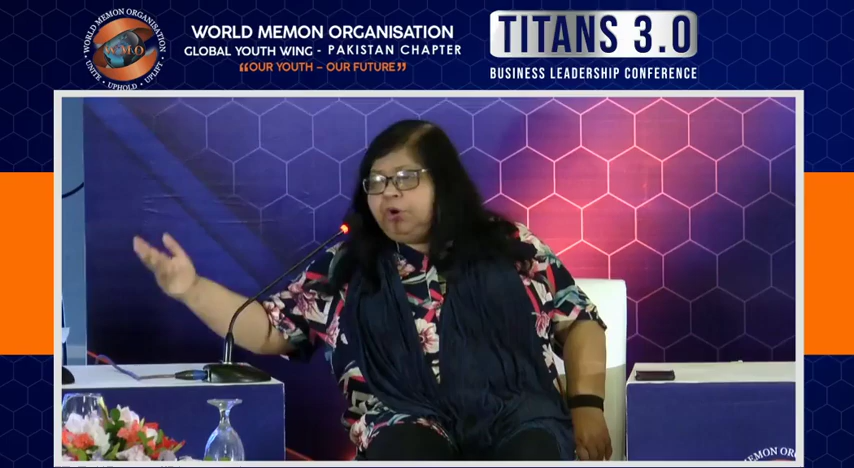 WORLD MEMON ORGANISATION
WMO
UNITE • UPHOLD • UPLIFT
WORLD MEMON ORGANISATION
GLOBAL YOUTH WING - PAKISTAN CHAPTER
“OUR YOUTH – OUR FUTURE”
TITANS 3.0
BUSINESS LEADERSHIP CONFERENCE